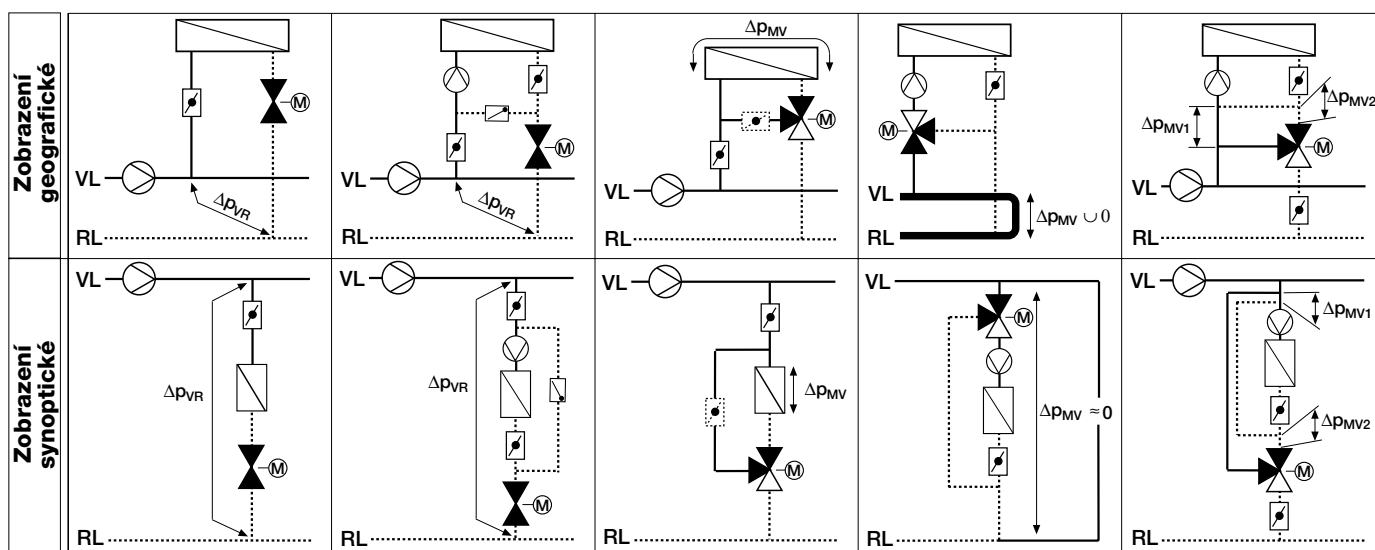 Zobrazení
geografické
M
VL
Δp_VR
RL
M
VL
Δp_VR
RL
Δp_MV
M
VL
RL
M
VL
Δp_MV ∪ 0
RL
Δp_MV2
Δp_MV1
M
VL
RL
Zobrazení
synoptické
VL
Δp_VR
M
RL
VL
Δp_VR
M
RL
VL
Δp_MV
M
RL
VL
M
Δp_MV ≈ 0
RL
VL
Δp_MV1
Δp_MV2
M
RL